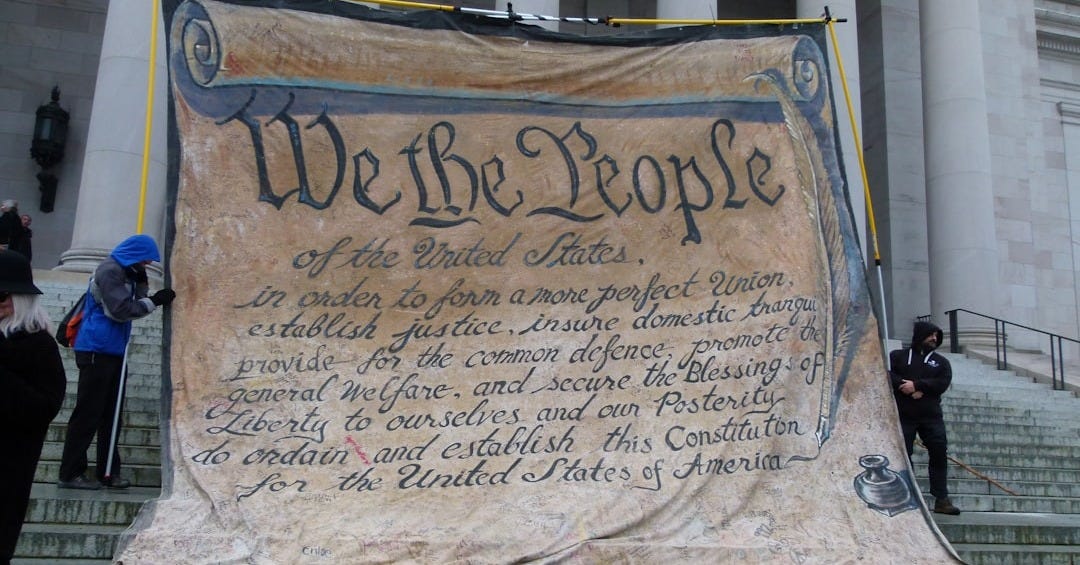 We the People
of the United States,
in order to form a more perfect Union,
establish justice, insure domestic tranqui
provide for the common defence, promote the
general Welfare, and secure the Blessings of
Liberty to ourselves and our Posterity
do ordain and establish this Constituton
for the United States of America